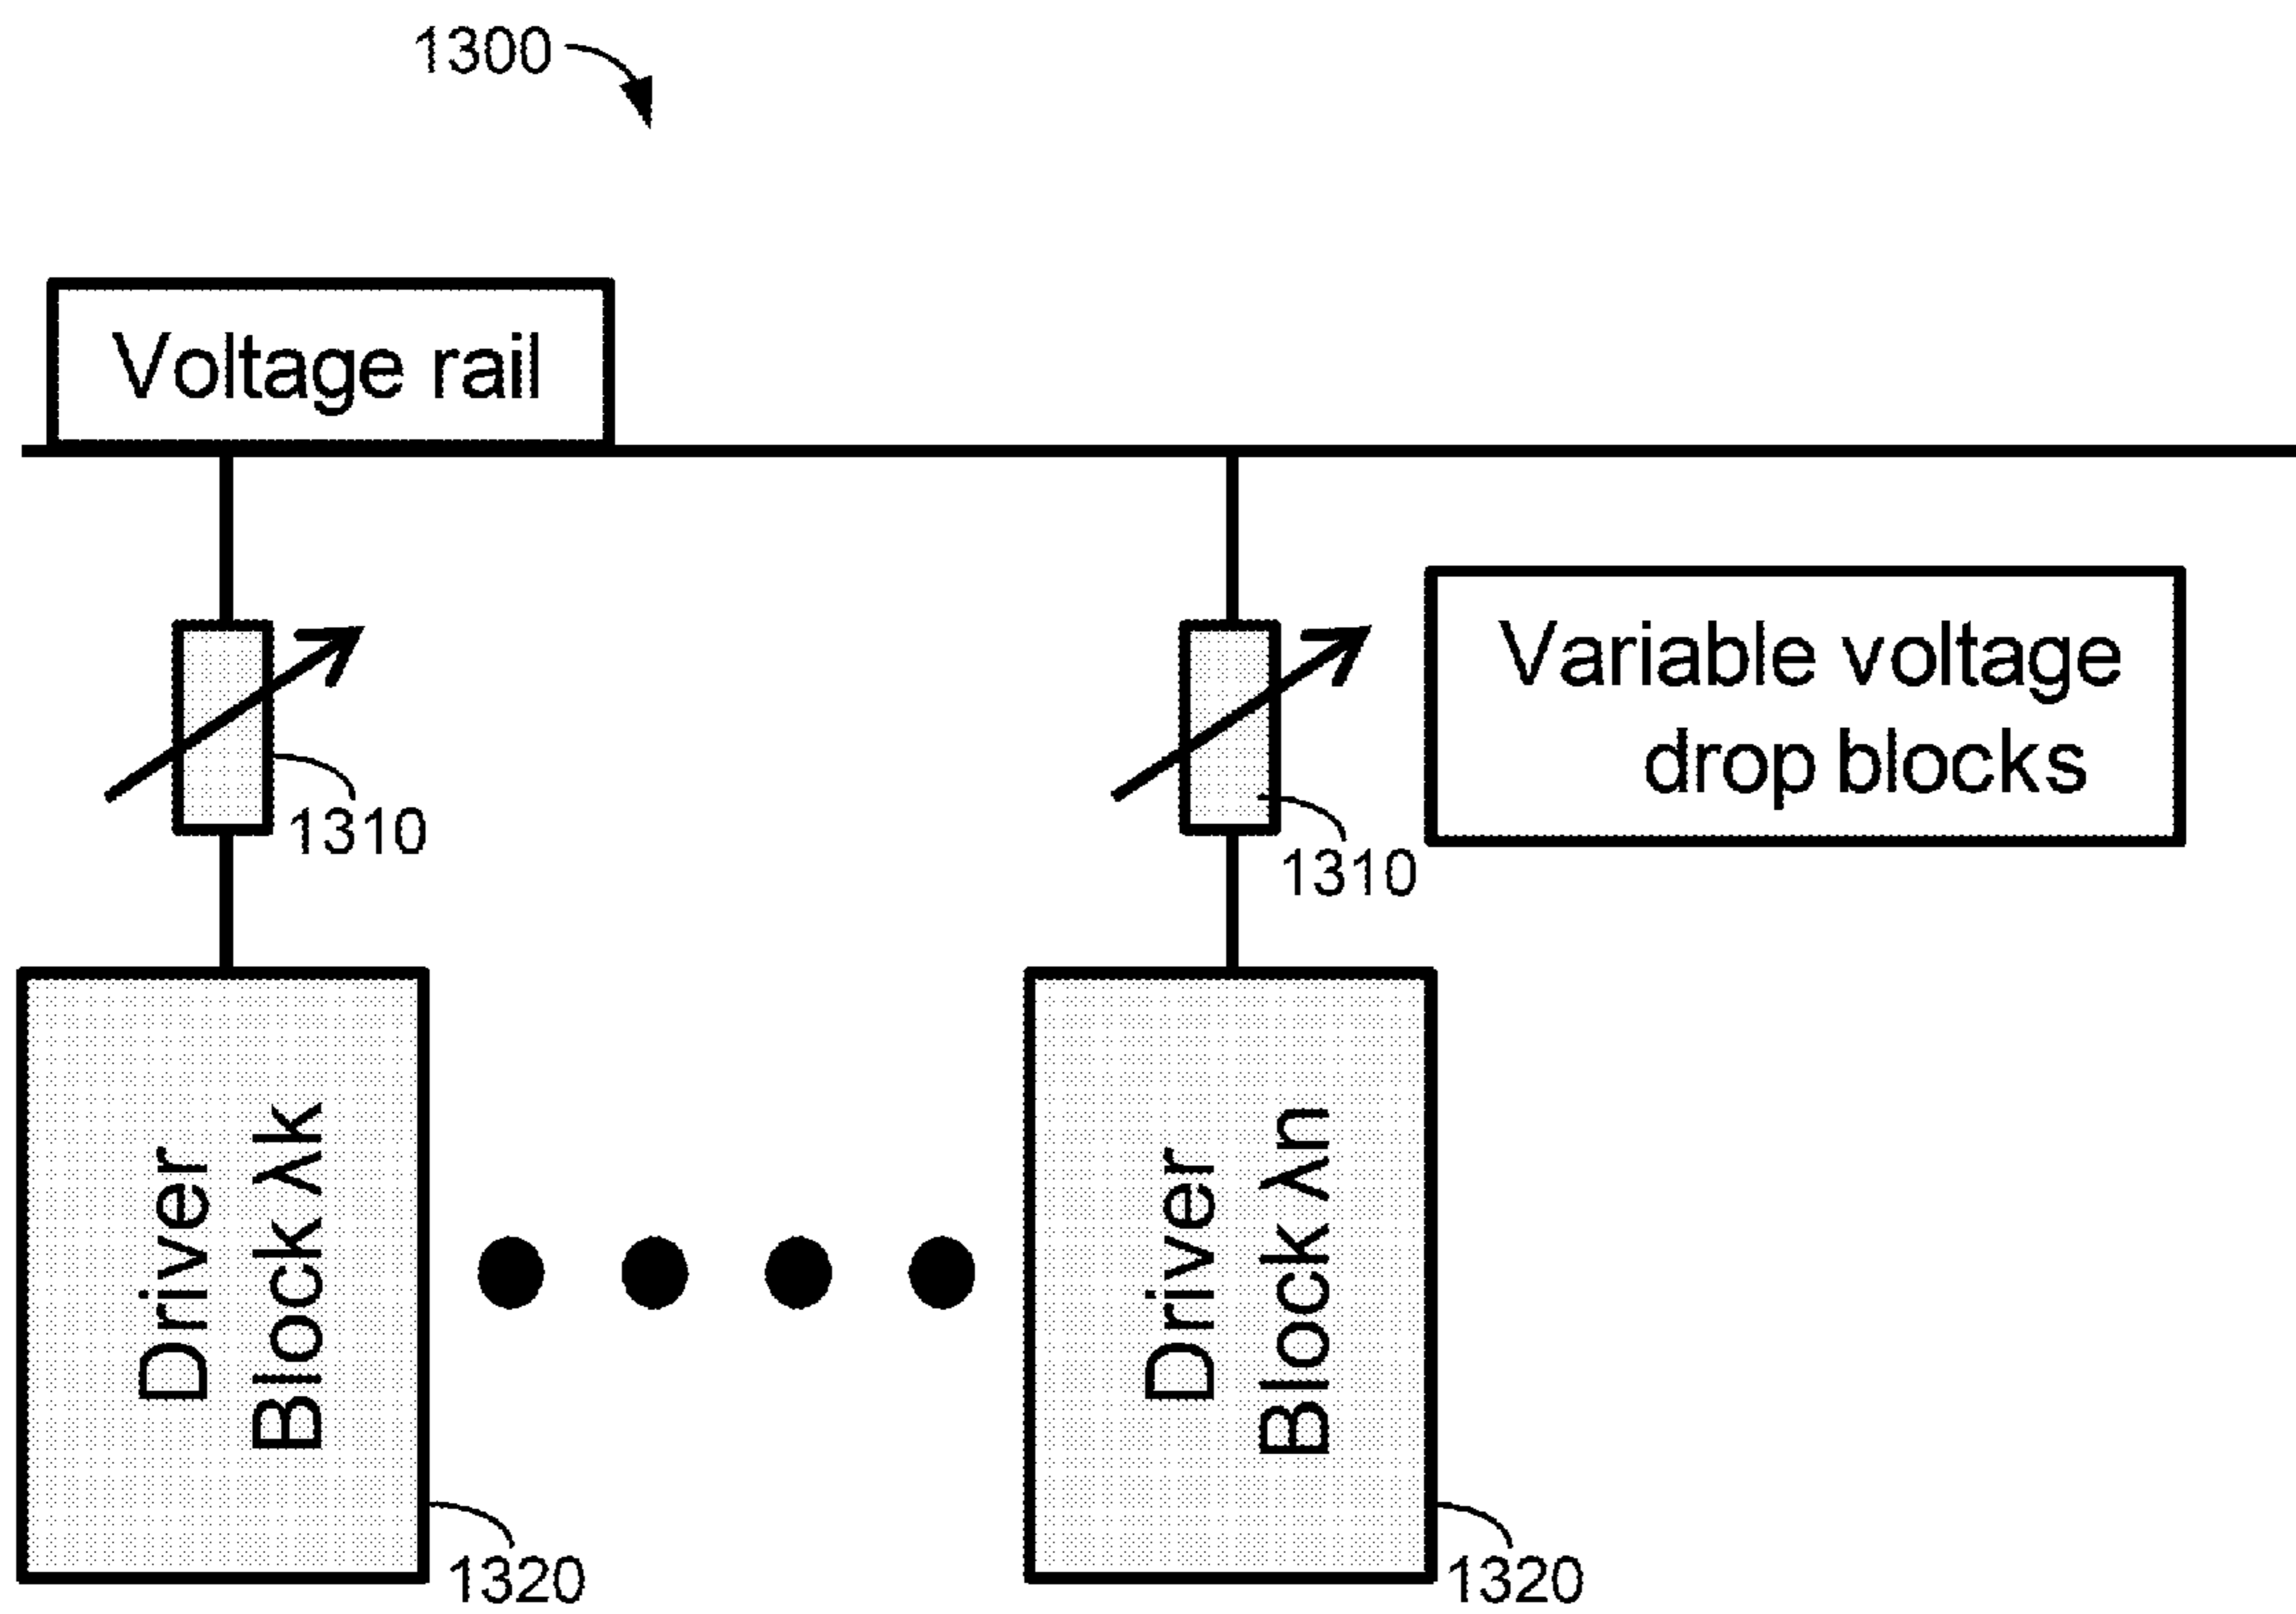 1300
Voltage rail
Variable voltage
drop blocks
1310
1310
Driver
Block λk
Driver
Block λn
1320
1320